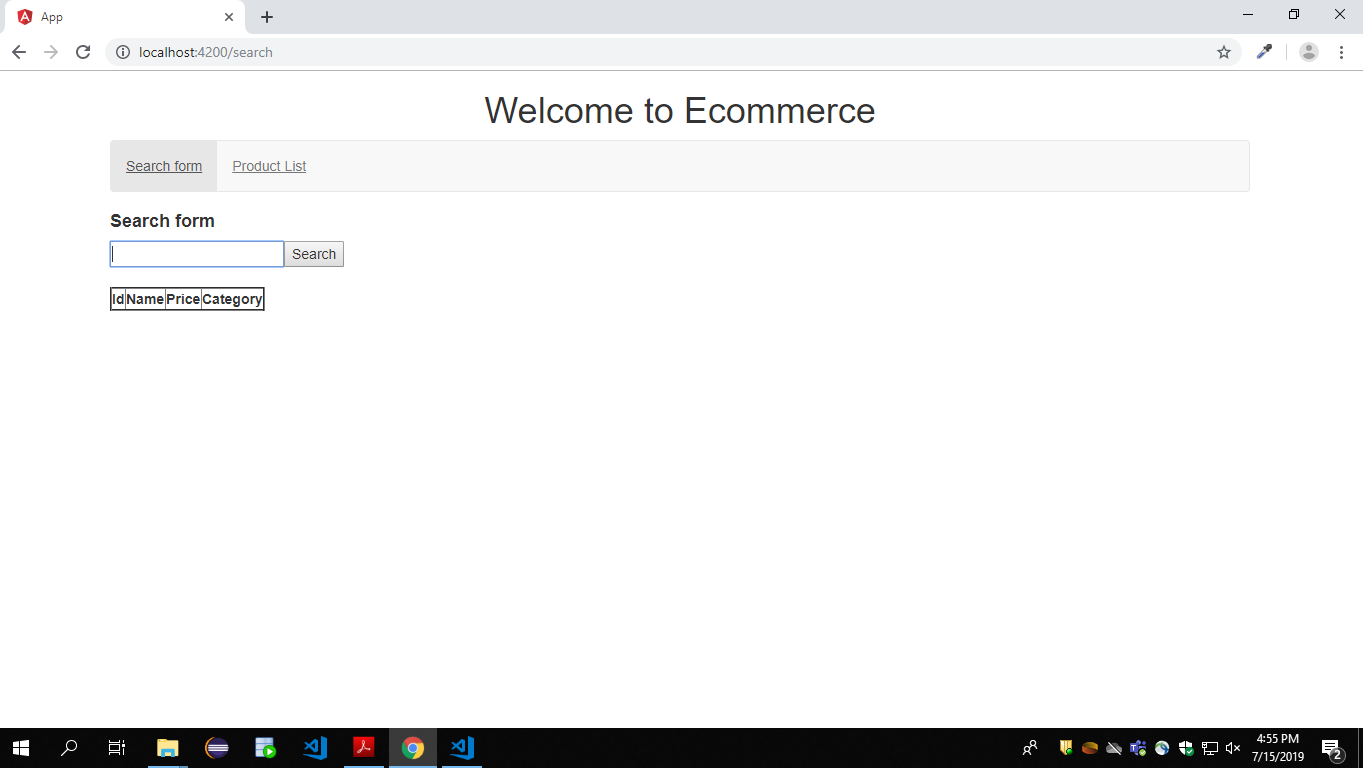 App
localhost:4200/search
Welcome to Ecommerce
Search form Product List
Search form
Search
Id Name Price Category
4:55 PM
7/15/2019
2